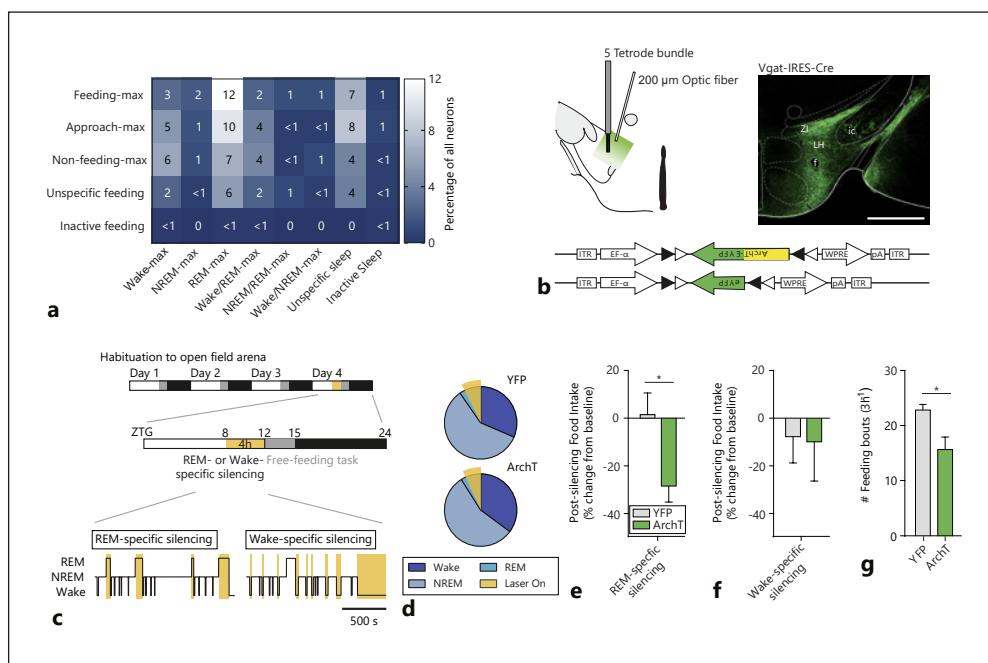 a
Feeding-max 3 2 12 2 1 1 7 1
Approach-max 5 1 10 4 <1 <1 8 1
Non-feeding-max 6 1 7 4 <1 1 4 <1
Unspecific feeding 2 <1 6 2 1 <1 4 <1
Inactive feeding <1 0 <1 <1 0 0 0 <1
Wake-max
NREM-max
REM-max
Wake/REM-max
NREM/REM-max
Wake/NREM-max
Unspecific sleep
Inactive Sleep
12
8
4
0
Percentage of all neurons
b
5 Tetrode bundle
200 µm Optic fiber
Vgat-IRES-Cre
ZI
ic
LH
f
ITR EF-α ArchT-EYFP WPRE pA ITR
ITR EF-α eYFP WPRE pA ITR
c
Habituation to open field arena
Day 1 Day 2 Day 3 Day 4
ZTG 8 12 15 24
4h
REM- or Wake- Free-feeding task
specific silencing
REM-specific silencing Wake-specific silencing
REM
NREM
Wake
500 s
d
YFP
ArchT
Wake REM
NREM Laser On
e
Post-silencing Food Intake
(% change from baseline)
20
0
-20
-40
*
YFP
ArchT
REM-specfic
silencing
f
Post-silencing Food Intake
(% change from baseline)
20
0
-20
-40
Wake-specific
silencing
g
# Feeding bouts (3h¹)
30
20
10
0
*
YFP
ArchT